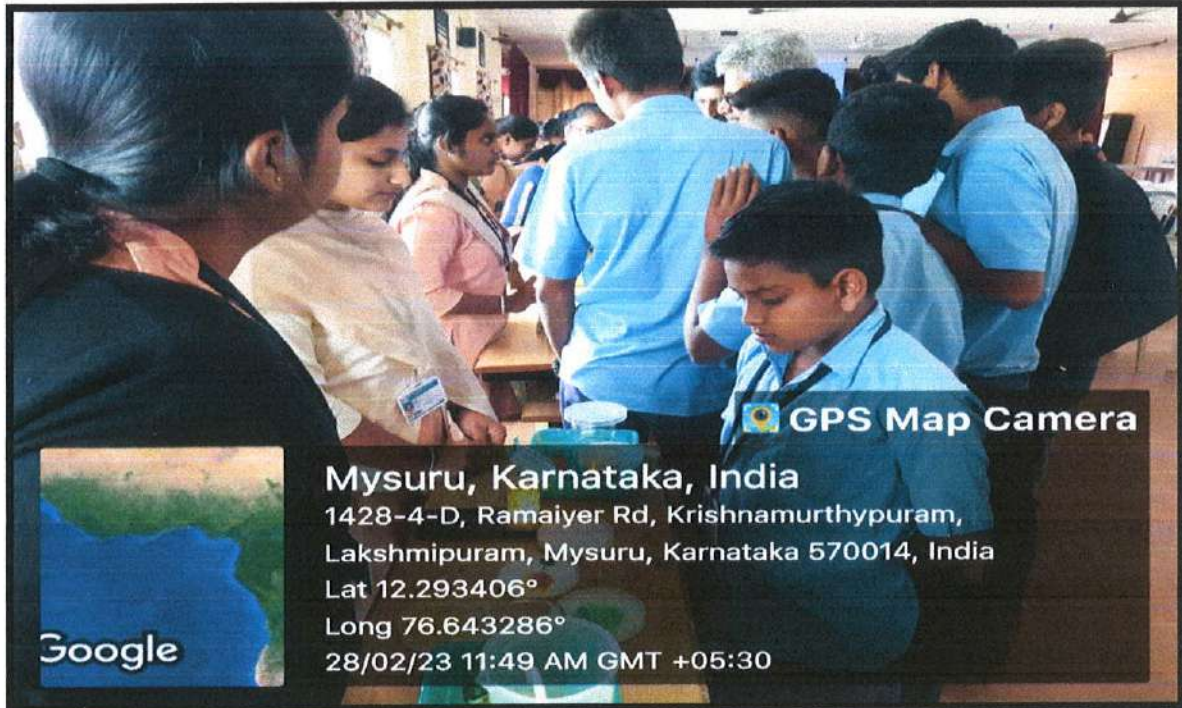 GPS Map Camera
Mysuru, Karnataka, India
1428-4-D, Ramaiyer Rd, Krishnamurthypuram,
Lakshmipuram, Mysuru, Karnataka 570014, India
Lat 12.293406°
Long 76.643286°
28/02/23 11:49 AM GMT +05:30
Google